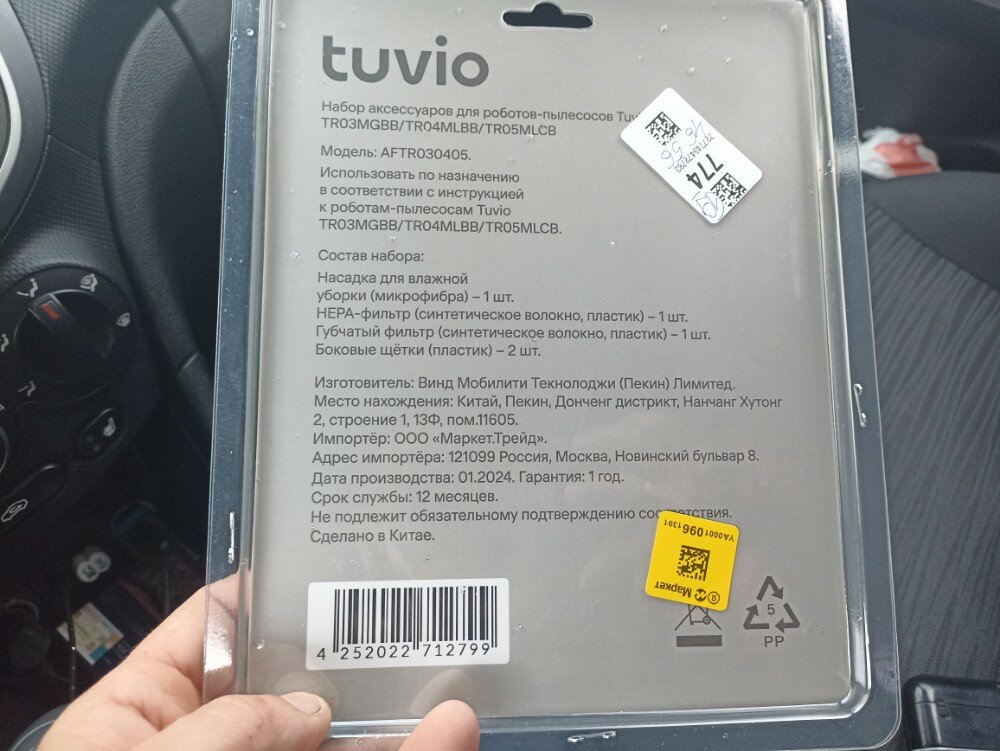 tuvio
Набор аксессуаров для роботов-пылесосов
TR03MGBB/TR04MLBB/TR05MLCB
Модель: AFTR030405.
Использовать по назначению
в соответствии с инструкцией
к роботам-пылесосам Tuvio
TR03MGBB/TR04MLBB/TR05MLCB.
Состав набора:
Насадка для влажной
уборки (микрофибра) – 1 шт.
HEPA-фильтр (синтетическое волокно, пластик) – 1 шт.
Губчатый фильтр (синтетическое волокно, пластик) – 1 шт.
Боковые щётки (пластик) – 2 шт.
Изготовитель: Винд Мобилити Текнолоджи (Пекин) Лимитед.
Место нахождения: Китай, Пекин, Донченг дистрикт, Нанчанг Хутонг
2, строение 1, 13Ф, пом.11605.
Импортёр: ООО «Маркет.Трейд».
Адрес импортёра: 121099 Россия, Москва, Новинский бульвар 8.
Дата производства: 01.2024. Гарантия: 1 год.
Срок службы: 12 месяцев.
Не подлежит обязательному подтверждению
Сделано в Китае.
774
YA0001 096 1391
Маркет
4 252022 712799
5
PP